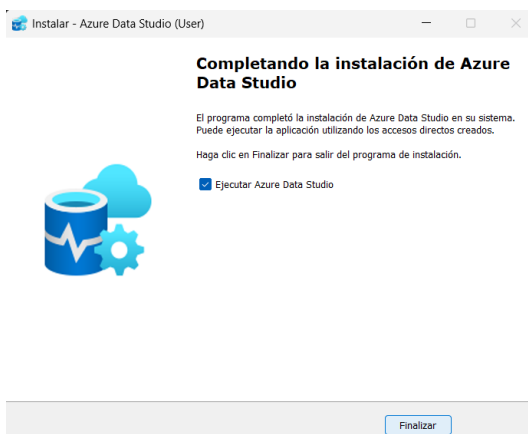 Instalar - Azure Data Studio (User)
Completando la instalación de Azure
Data Studio
El programa completó la instalación de Azure Data Studio en su sistema.
Puede ejecutar la aplicación utilizando los accesos directos creados.
Haga clic en Finalizar para salir del programa de instalación.
Ejecutar Azure Data Studio
Finalizar